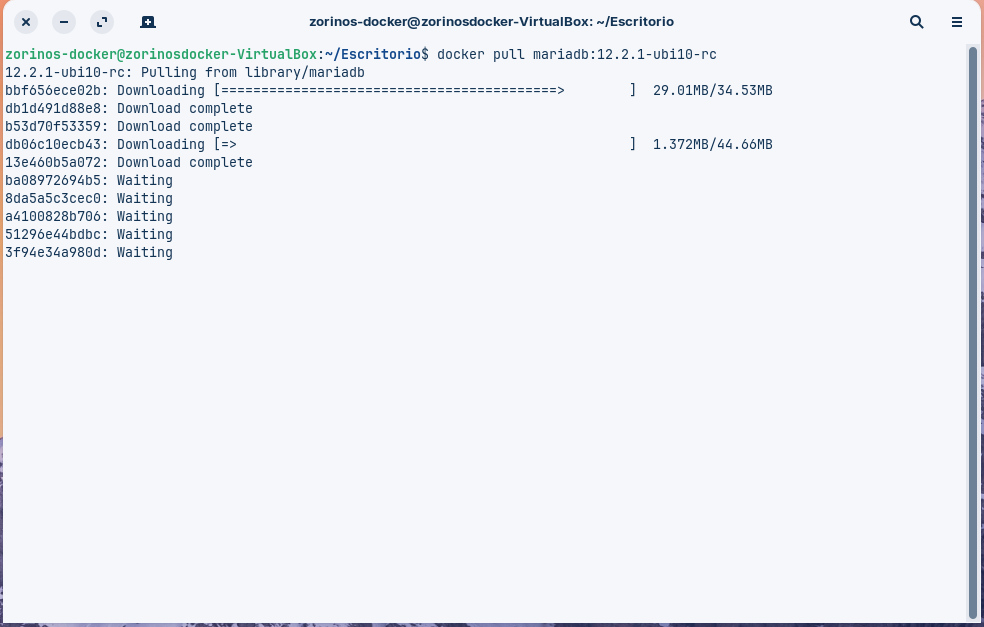 zorinos-docker@zorinosdocker-VirtualBox: ~/Escritorio
zorinos-docker@zorinosdocker-VirtualBox:~/Escritorio$ docker pull mariadb:12.2.1-ubi10-rc
12.2.1-ubi10-rc: Pulling from library/mariadb
bbf656ece02b: Downloading [==========================================>        ]  29.01MB/34.53MB
db1d491d88e8: Download complete
b53d70f53359: Download complete
db06c10ecb43: Downloading [=>                                                 ]  1.372MB/44.66MB
13e460b5a072: Download complete
ba08972694b5: Waiting
8da5a5c3cec0: Waiting
a4100828b706: Waiting
51296e44bdbc: Waiting
3f94e34a980d: Waiting